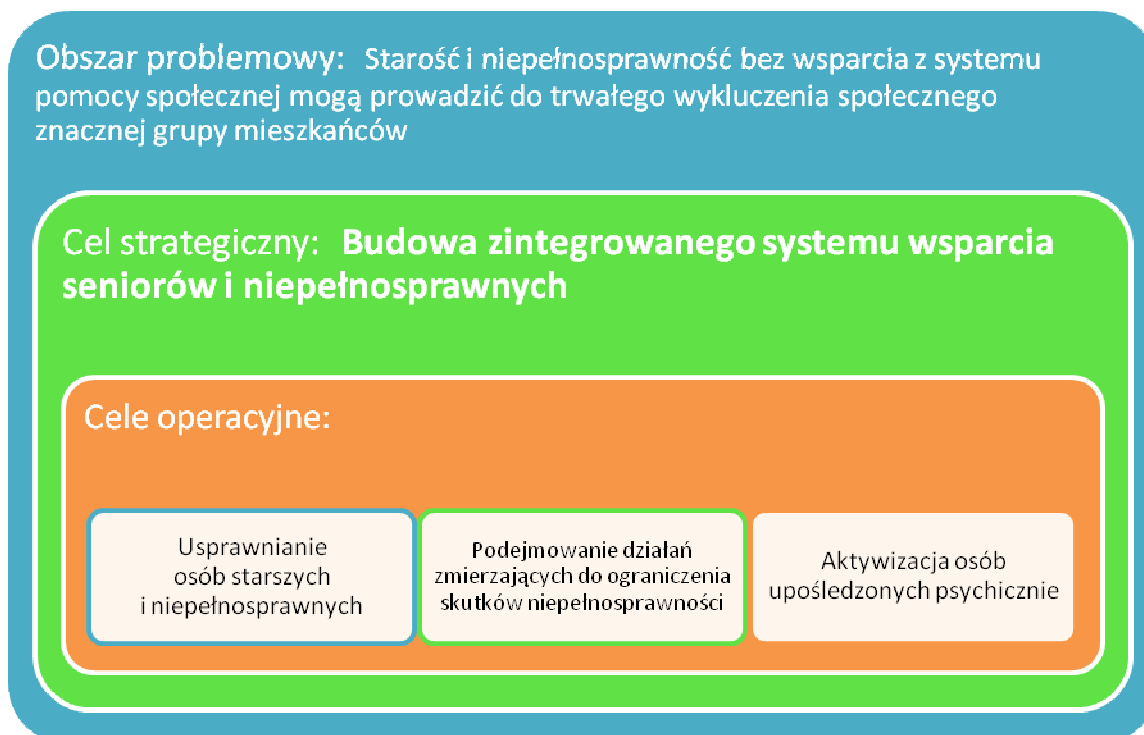 Obszar problemowy: Starość i niepełnosprawność bez wsparcia z systemu
pomocy społecznej mogą prowadzić do trwałego wykluczenia społecznego
znacznej grupy mieszkańców
Cel strategiczny: Budowa zintegrowanego systemu wsparcia
seniorów i niepełnosprawnych
Cele operacyjne:
Usprawnianie
osób starszych
i niepełnosprawnych
Podejmowanie działań
zmierzających do ograniczenia
skutków niepełnosprawności
Aktywizacja osób
upośledzonych psychicznie